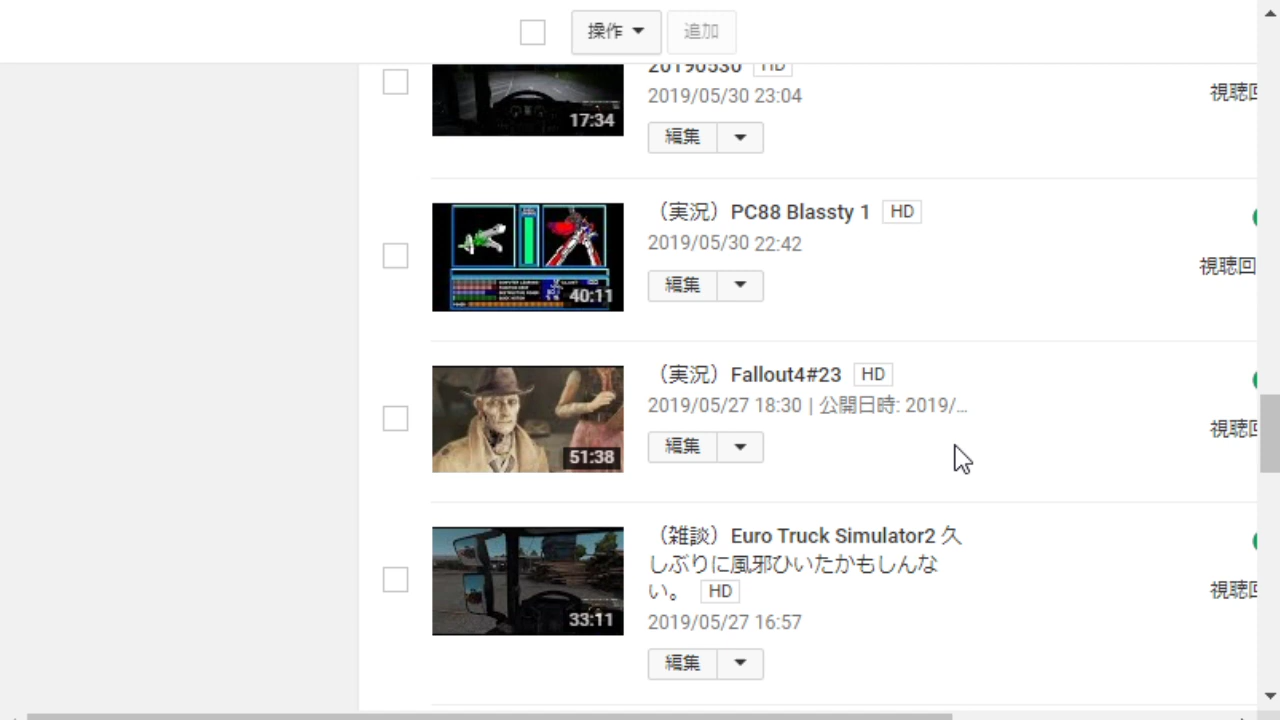 操作
追加
20190530 HD
2019/05/30 23:04
17:34
編集
視聴回
（実況）PC88 Blassty 1 HD
2019/05/30 22:42
40:11
編集
視聴回
（実況）Fallout4#23 HD
2019/05/27 18:30 | 公開日時: 2019/...
51:38
編集
視聴回
（雑談）Euro Truck Simulator2 久
しぶりに風邪ひいたかもしんな
い。 HD
2019/05/27 16:57
33:11
編集
視聴回